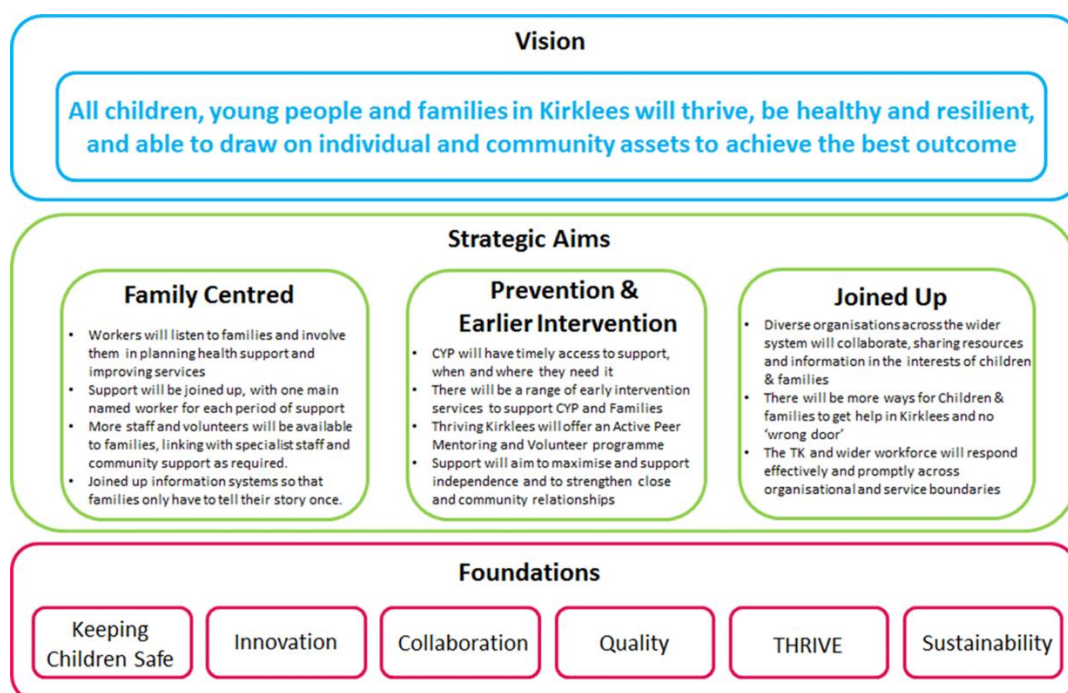 Vision
All children, young people and families in Kirklees will thrive, be healthy and resilient,
and able to draw on individual and community assets to achieve the best outcome
Strategic Aims
Family Centred
• Workers will listen to families and involve
them in planning health support and
improving services
• Support will be joined up, with one main
named worker for each period of support
• More staff and volunteers will be available
to families, linking with specialist staff and
community support as required.
• Joined up information systems so that
families only have to tell their story once.
Prevention &
Earlier Intervention
• CYP will have timely access to support,
when and where they need it
• There will be a range of early intervention
services to support CYP and Families
• Thriving Kirklees will offer an Active Peer
Mentoring and Volunteer programme
• Support will aim to maximise and support
independence and to strengthen close
and community relationships
Joined Up
• Diverse organisations across the wider
system will collaborate, sharing resources
and information in the interests of children
& families
• There will be more ways for Children &
families to get help in Kirklees and no
‘wrong door’
• The TK and wider workforce will respond
effectively and promptly across
organisational and service boundaries
Foundations
Keeping
Children Safe
Innovation
Collaboration
Quality
THRIVE
Sustainability